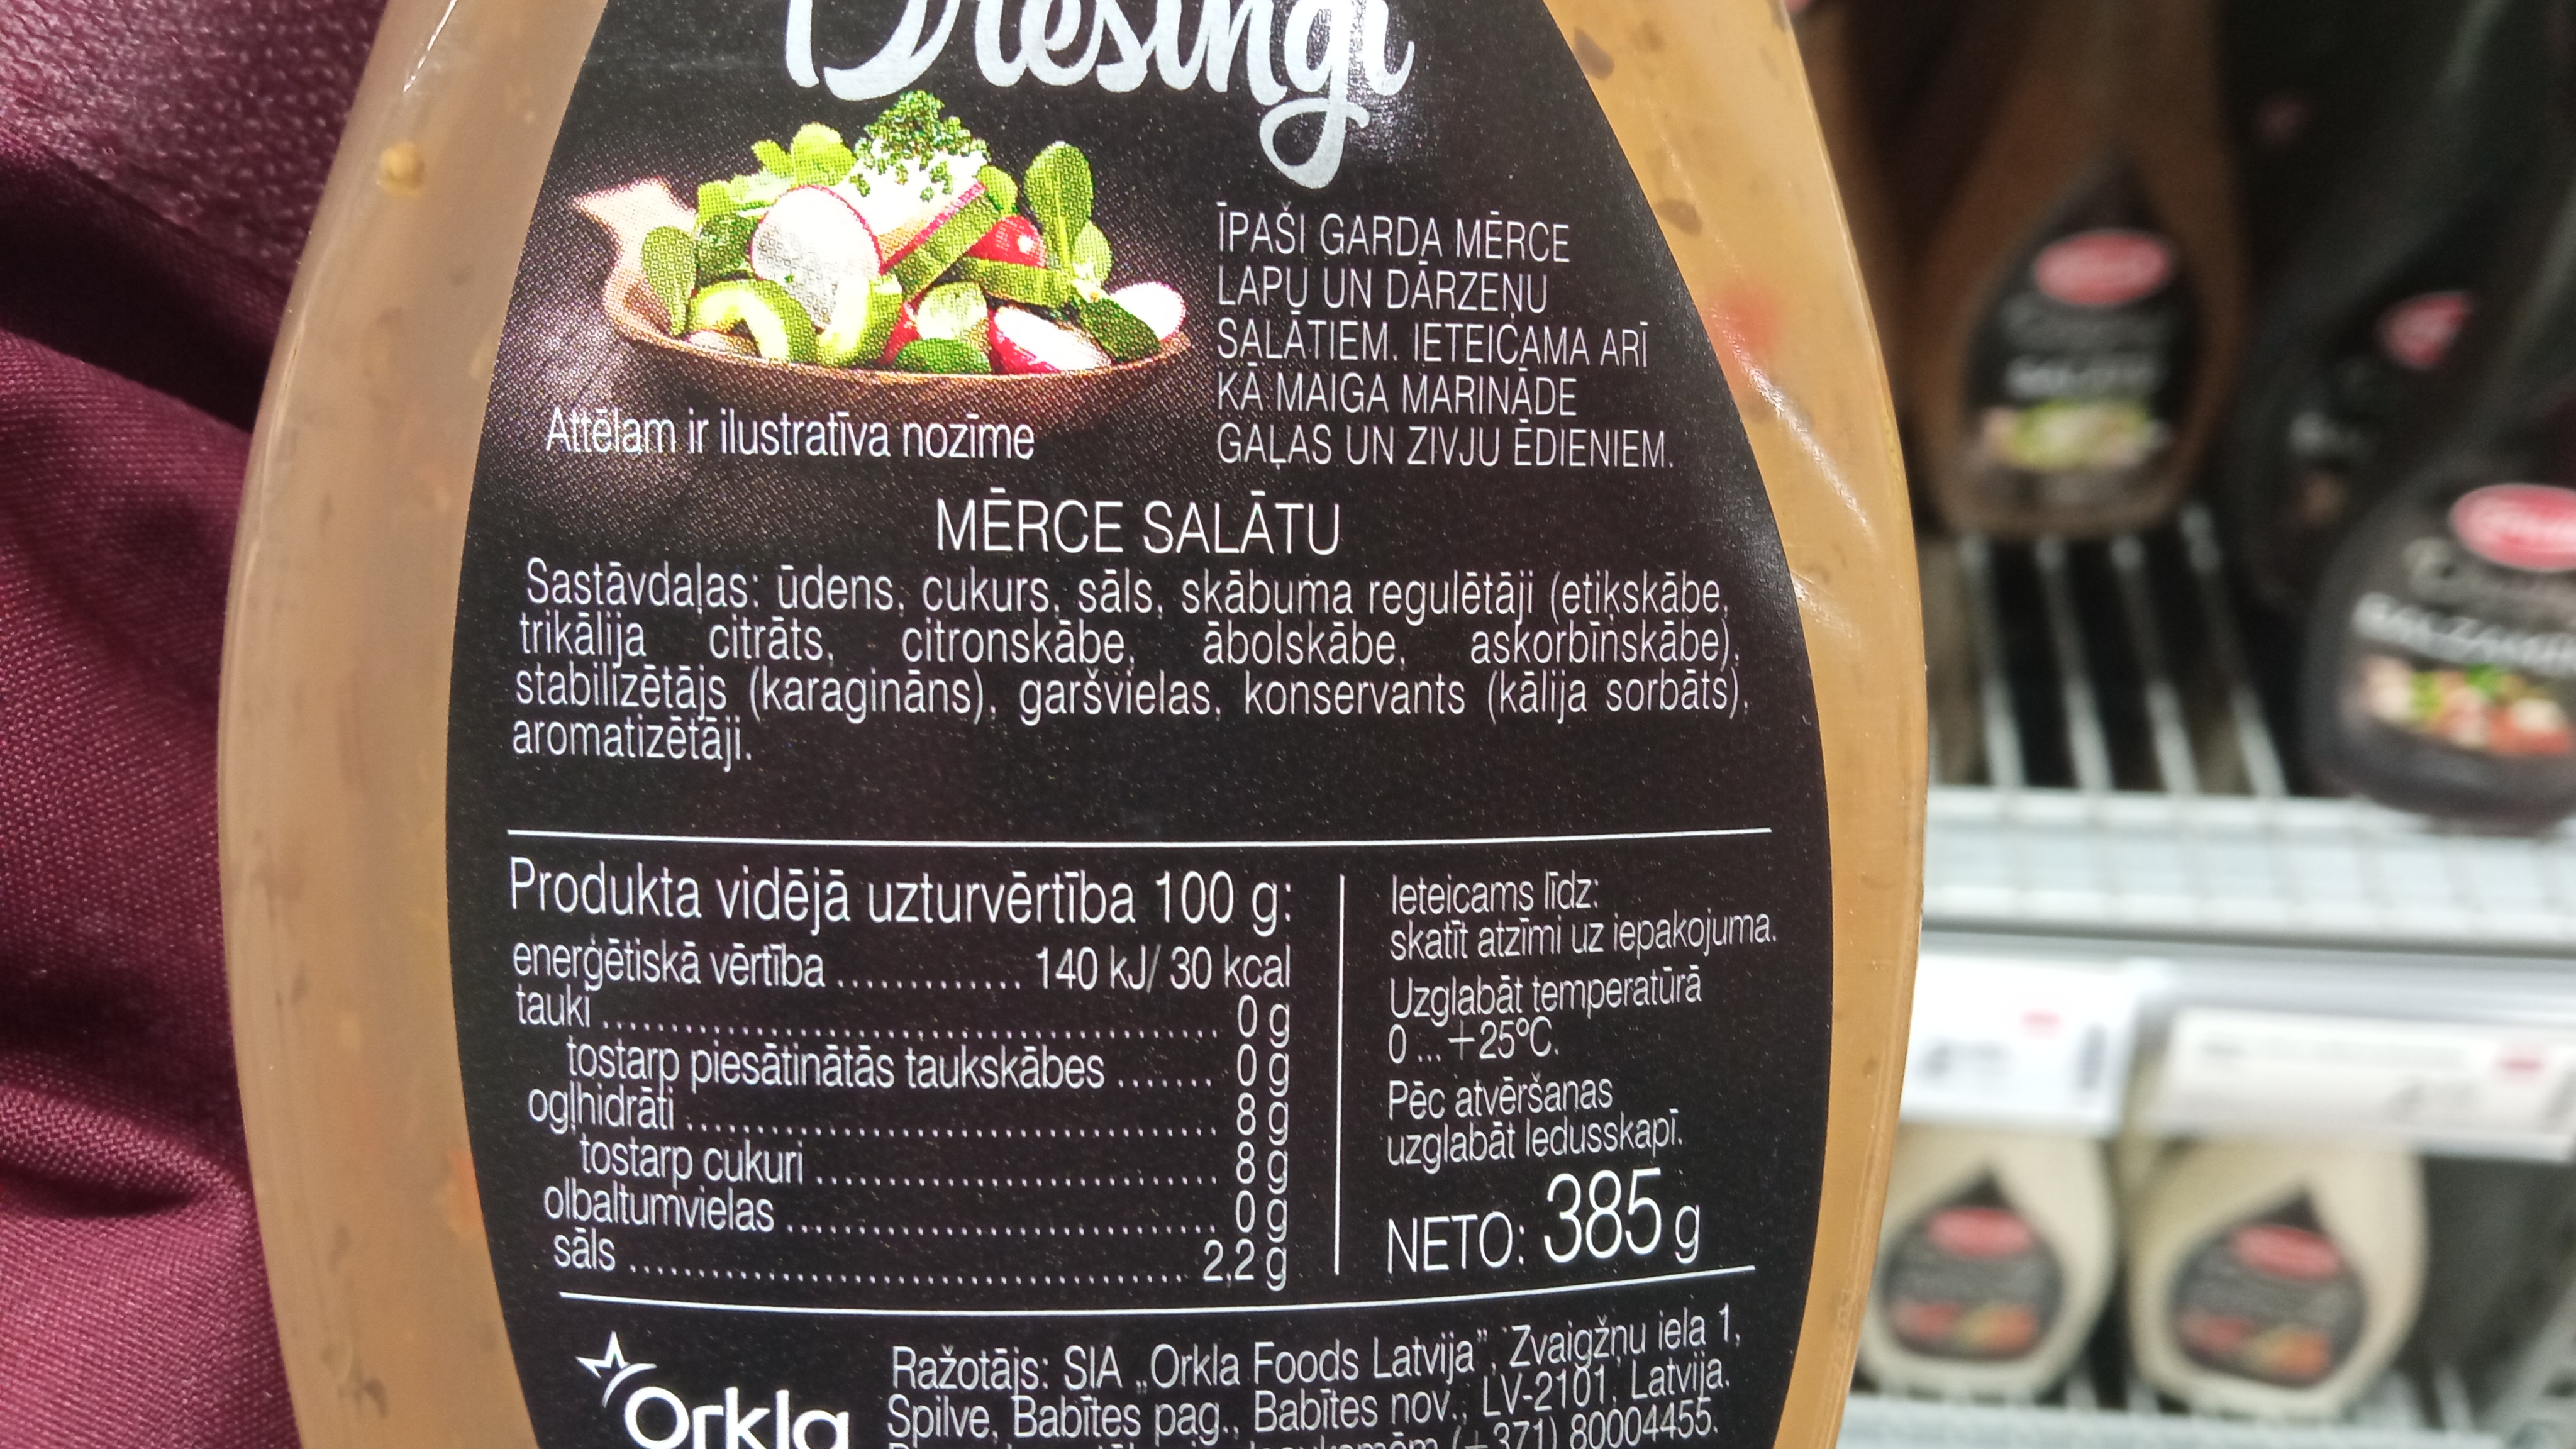 Dresingi
ĪPAŠI GARDA MĒRCE
LAPU UN DĀRZEŅU
SALĀTIEM. IETEICAMA ARĪ
KĀ MAIGA MARINĀDE
GAĻAS UN ZIVJU ĒDIENIEM.
Attēlam ir ilustratīva nozīme
MĒRCE SALĀTU
Sastāvdaļas: ūdens, cukurs, sāls, skābuma regulētāji (etiķskābe,
trikālija citrāts, citronskābe, ābolskābe, askorbīnskābe),
stabilizētājs (karagināns), garšvielas, konservants (kālija sorbāts),
aromatizētāji.
Produkta vidējā uzturvērtība 100 g:
enerģētiskā vērtība ............. 140 kJ/ 30 kcal
tauki ........................................ 0 g
tostarp piesātinātās taukskābes ....... 0 g
ogļhidrāti ................................... 8 g
tostarp cukuri .......................... 8 g
olbaltumvielas ............................ 0 g
sāls .................................... 2,2 g
Ieteicams līdz:
skatīt atzīmi uz iepakojuma.
Uzglabāt temperatūrā
0 ... +25°C.
Pēc atvēršanas
uzglabāt ledusskapī.
NETO: 385 g
Orkla
Ražotājs: SIA „Orkla Foods Latvija", Zvaigžņu iela 1,
Spilve, Babītes pag., Babītes nov., LV-2101, Latvija.
(+371) 80004455.